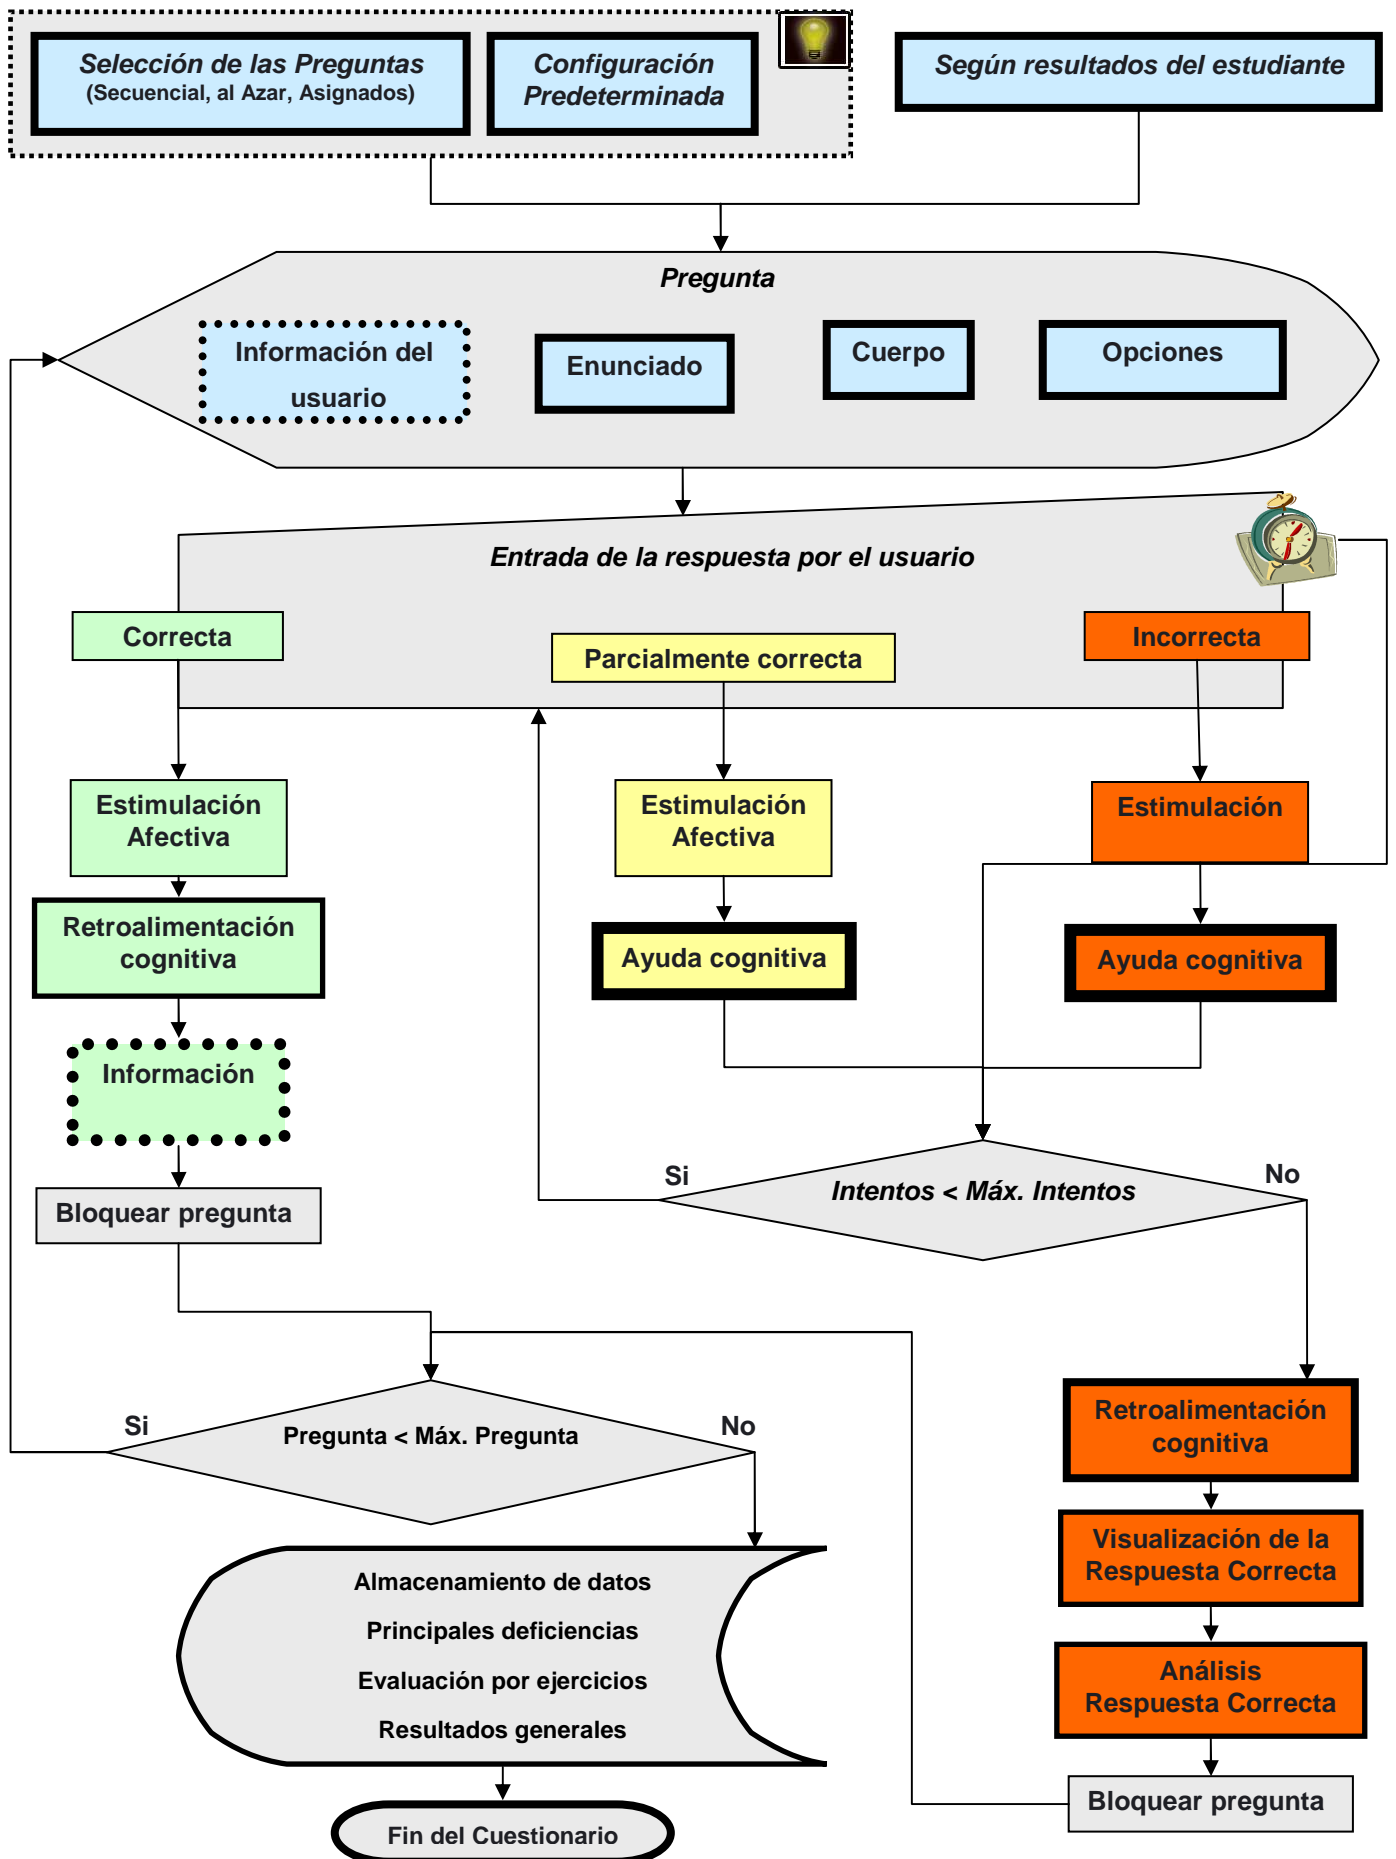 Selección de las Preguntas
(Secuencial, al Azar, Asignados)
Configuración
Predeterminada
Según resultados del estudiante
Pregunta
Información del
usuario
Enunciado
Cuerpo
Opciones
Entrada de la respuesta por el usuario
Correcta
Parcialmente correcta
Incorrecta
Estimulación
Afectiva
Estimulación
Afectiva
Estimulación
Retroalimentación
cognitiva
Ayuda cognitiva
Ayuda cognitiva
Información
Si
Intentos < Máx. Intentos
No
Bloquear pregunta
Si
Pregunta < Máx. Pregunta
No
Retroalimentación
cognitiva
Visualización de la
Respuesta Correcta
Análisis
Respuesta Correcta
Bloquear pregunta
Almacenamiento de datos
Principales deficiencias
Evaluación por ejercicios
Resultados generales
Fin del Cuestionario